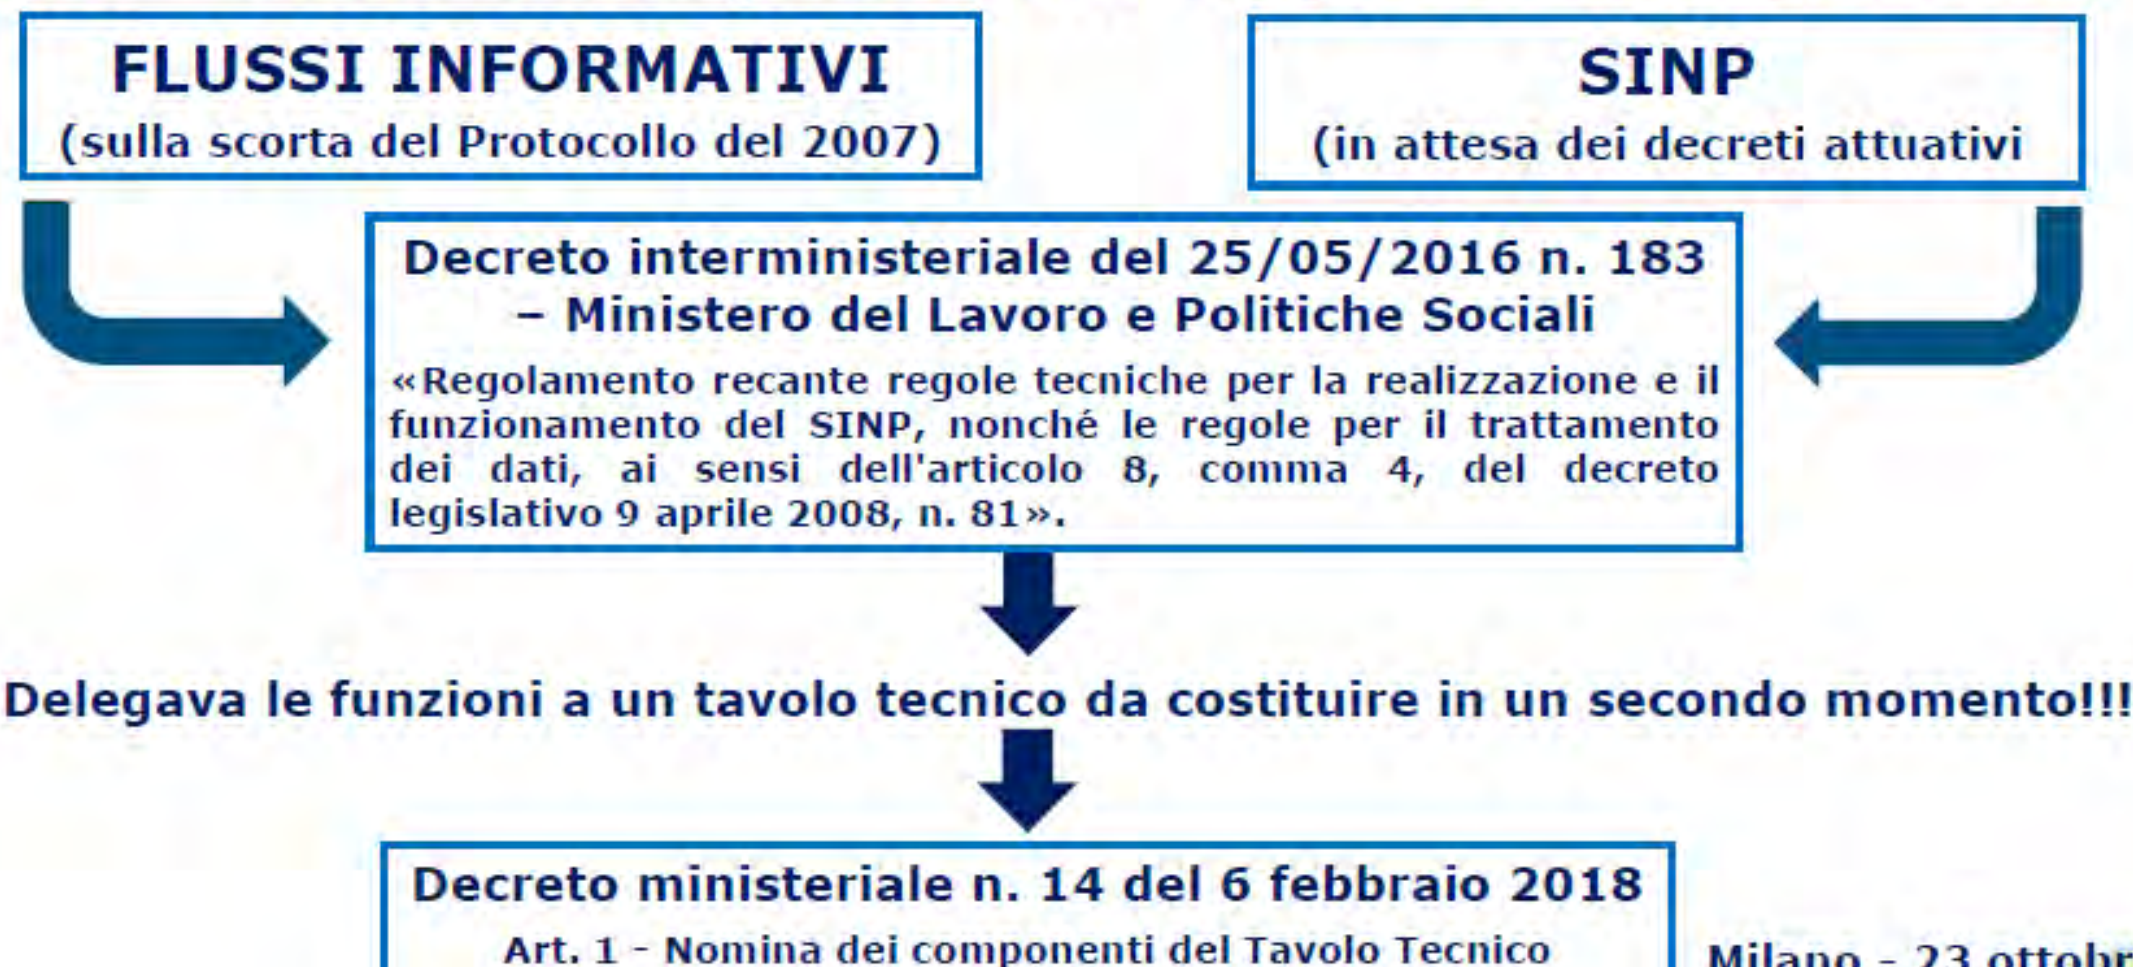 FLUSSI INFORMATIVI
(sulla scorta del Protocollo del 2007)
SINP
(in attesa dei decreti attuativi
Decreto interministeriale del 25/05/2016 n. 183
– Ministero del Lavoro e Politiche Sociali
«Regolamento recante regole tecniche per la realizzazione e il
funzionamento del SINP, nonché le regole per il trattamento
dei dati, ai sensi dell'articolo 8, comma 4, del decreto
legislativo 9 aprile 2008, n. 81».
Delegava le funzioni a un tavolo tecnico da costituire in un secondo momento!!!
Decreto ministeriale n. 14 del 6 febbraio 2018
Art. 1 - Nomina dei componenti del Tavolo Tecnico
Milano - 23 ottobr